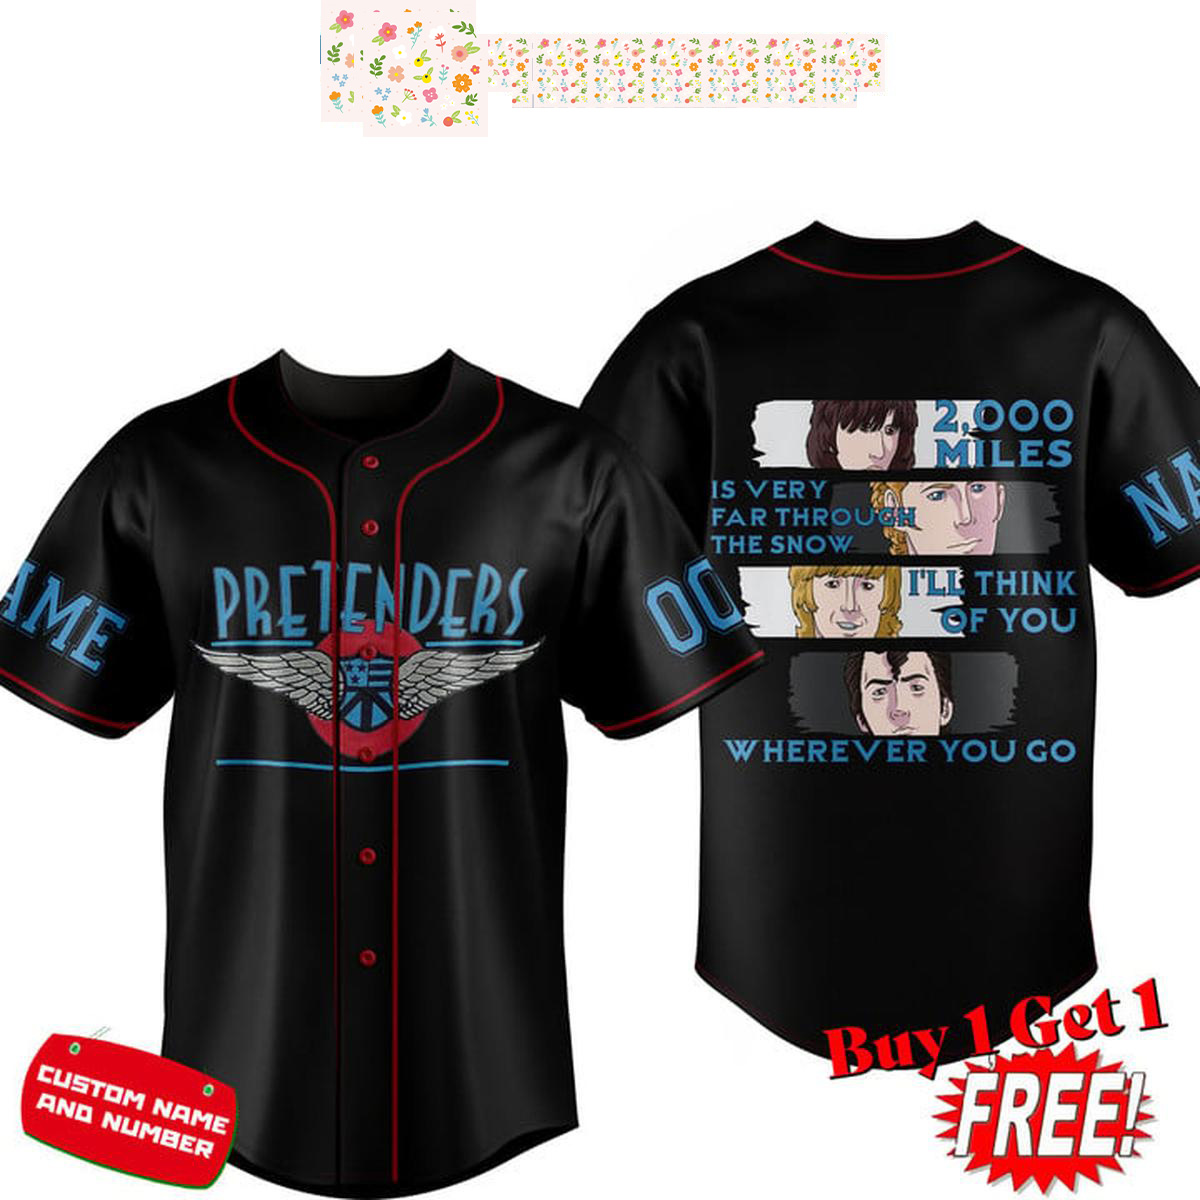 PRETENDERS
AME
00
NA
2,000
MILES
IS VERY
FAR THROUGH
THE SNOW
I'LL THINK
OF YOU
WHEREVER YOU GO
CUSTOM NAME
AND NUMBER
Buy 1 Get 1
FREE!